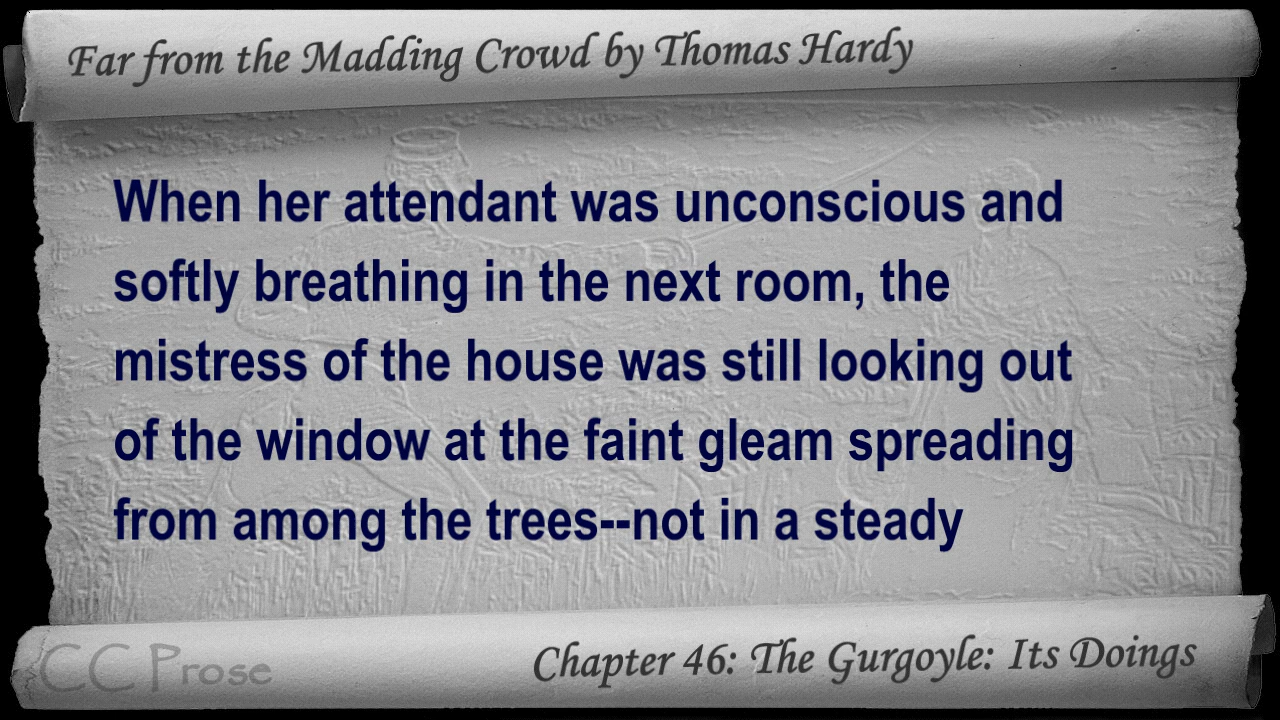 Far from the Madding Crowd by Thomas Hardy
When her attendant was unconscious and
softly breathing in the next room, the
mistress of the house was still looking out
of the window at the faint gleam spreading
from among the trees--not in a steady
CC Prose
Chapter 46: The Gurgoyle: Its Doings